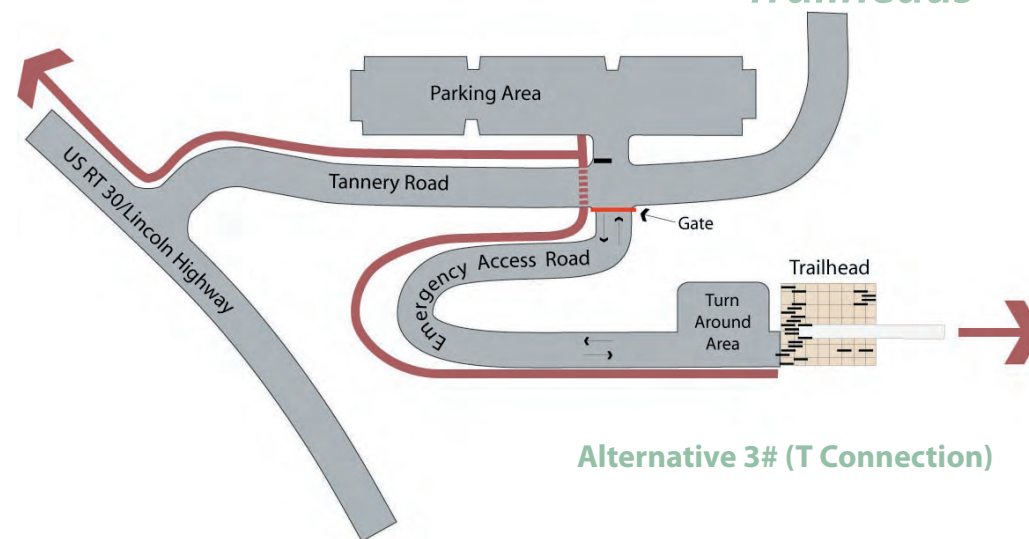 Trailheads
Parking Area
Tannery Road
US RT 30/Lincoln Highway
Gate
Emergency Access Road
Trailhead
Turn
Around
Area
Alternative 3# (T Connection)